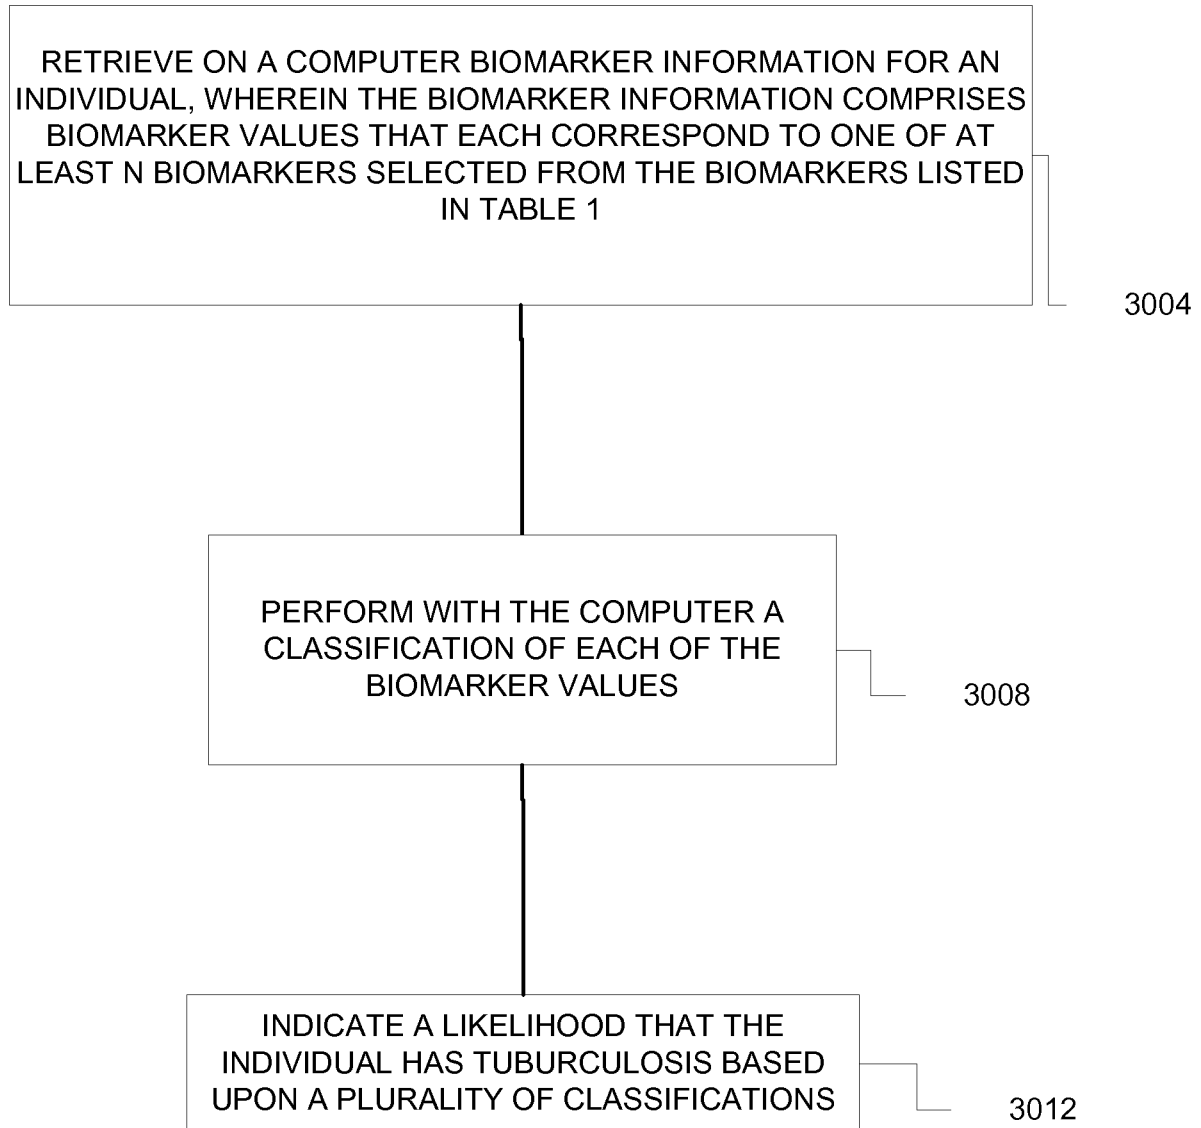 RETRIEVE ON A COMPUTER BIOMARKER INFORMATION FOR AN
INDIVIDUAL, WHEREIN THE BIOMARKER INFORMATION COMPRISES
BIOMARKER VALUES THAT EACH CORRESPOND TO ONE OF AT
LEAST N BIOMARKERS SELECTED FROM THE BIOMARKERS LISTED
IN TABLE 1
3004
PERFORM WITH THE COMPUTER A
CLASSIFICATION OF EACH OF THE
BIOMARKER VALUES
3008
INDICATE A LIKELIHOOD THAT THE
INDIVIDUAL HAS TUBURCULOSIS BASED
UPON A PLURALITY OF CLASSIFICATIONS
3012